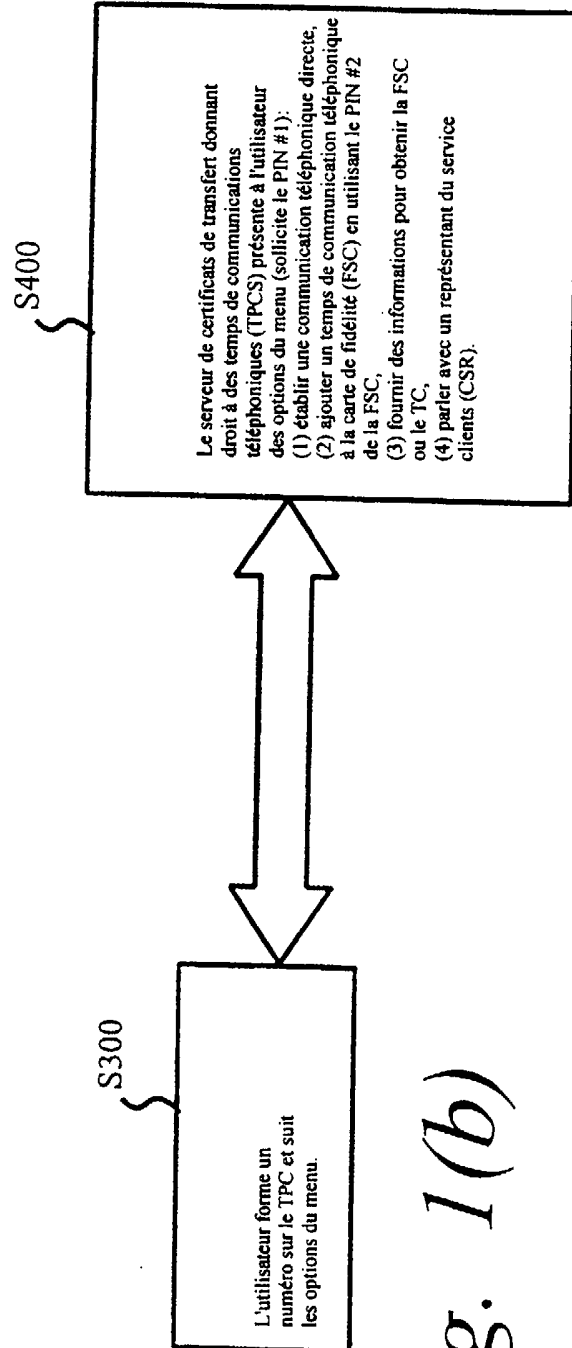 S300
L'utilisateur forme un
numéro sur le TPC et suit
les options du menu.
S400
Le serveur de certificats de transfert donnant
droit à des temps de communications
téléphoniques (TPCS) présente à l'utilisateur
des options du menu (sollicite le PIN #1):
(1) établir une communication téléphonique directe,
(2) ajouter un temps de communication téléphonique
à la carte de fidélité (FSC) en utilisant le PIN #2
de la FSC,
(3) fournir des informations pour obtenir la FSC
ou le TC,
(4) parler avec un représentant du service
clients (CSR).
g. 1(b)